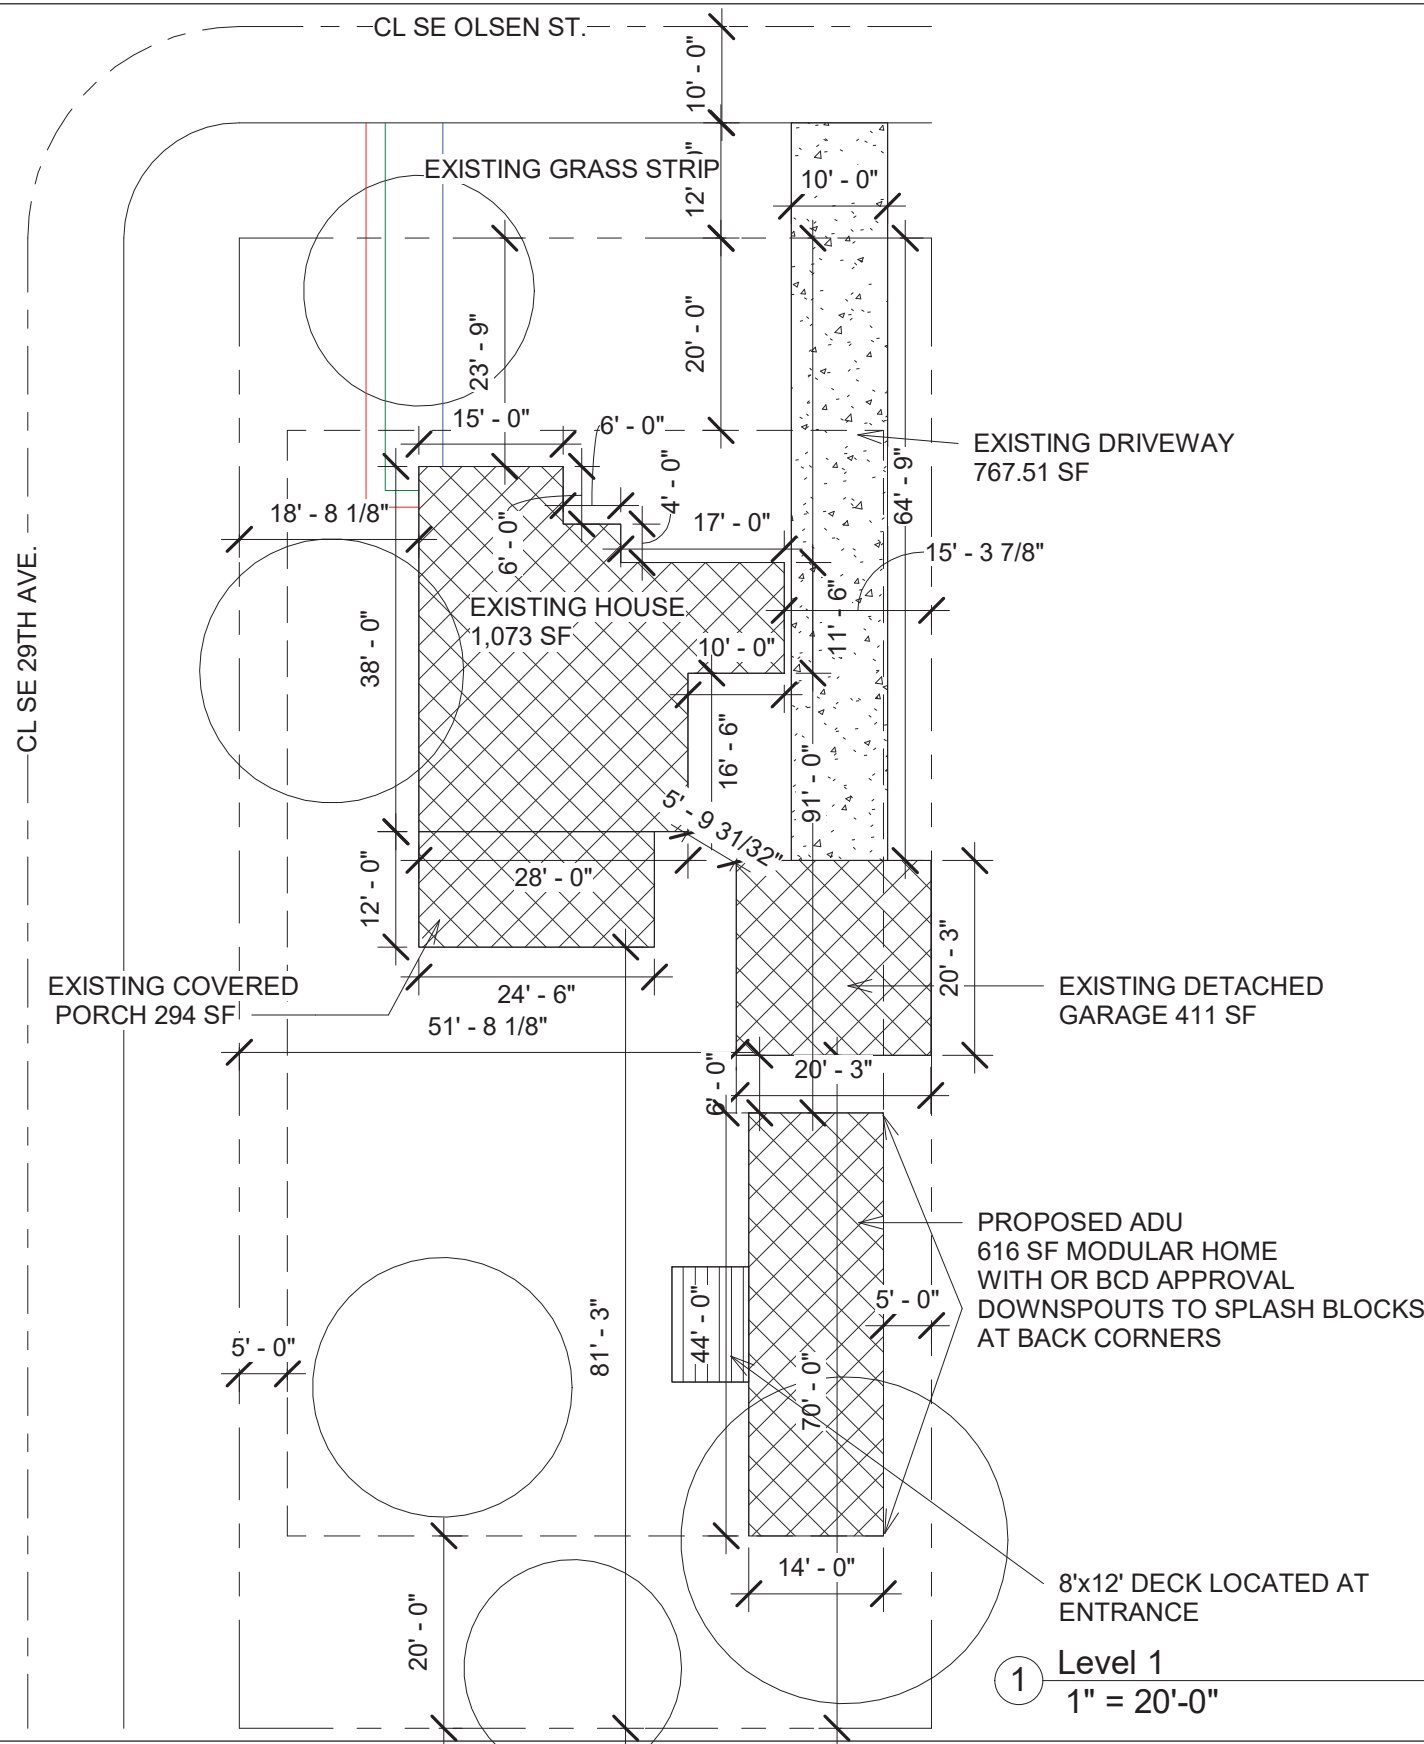 CL SE OLSEN ST.
10' - 0"
EXISTING GRASS STRIP
12'
10' - 0"
20' - 0"
23' - 9"
15' - 0"
6' - 0"
4' - 0"
EXISTING DRIVEWAY
767.51 SF
64' - 9"
18' - 8 1/8"
6' - 0"
17' - 0"
15' - 3 7/8"
EXISTING HOUSE
1,073 SF
11' - 6"
10' - 0"
38' - 0"
CL SE 29TH AVE.
16' - 6"
91' - 0"
5' - 9 31/32"
12' - 0"
28' - 0"
20' - 3"
EXISTING COVERED
PORCH 294 SF
24' - 6"
51' - 8 1/8"
EXISTING DETACHED
GARAGE 411 SF
6' - 0"
20' - 3"
PROPOSED ADU
616 SF MODULAR HOME
WITH OR BCD APPROVAL
DOWNSPOUTS TO SPLASH BLOCKS
AT BACK CORNERS
5' - 0"
44' - 0"
81' - 3"
5' - 0"
70' - 0"
14' - 0"
20' - 0"
8'x12' DECK LOCATED AT
ENTRANCE
1
Level 1
1" = 20'-0"